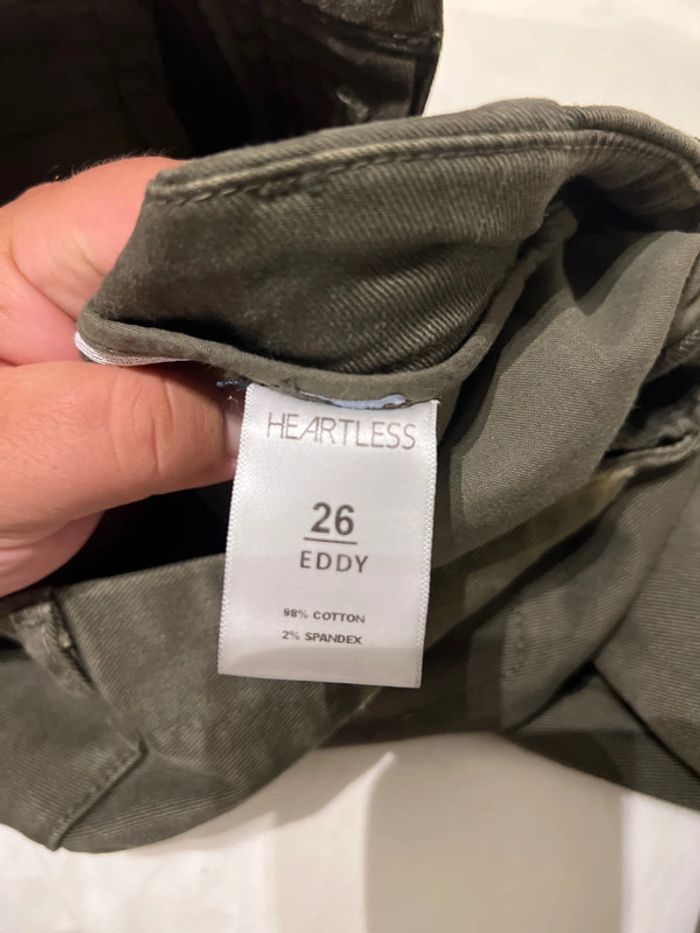 HEARTLESS
26
EDDY
98% COTTON
2% SPANDEX